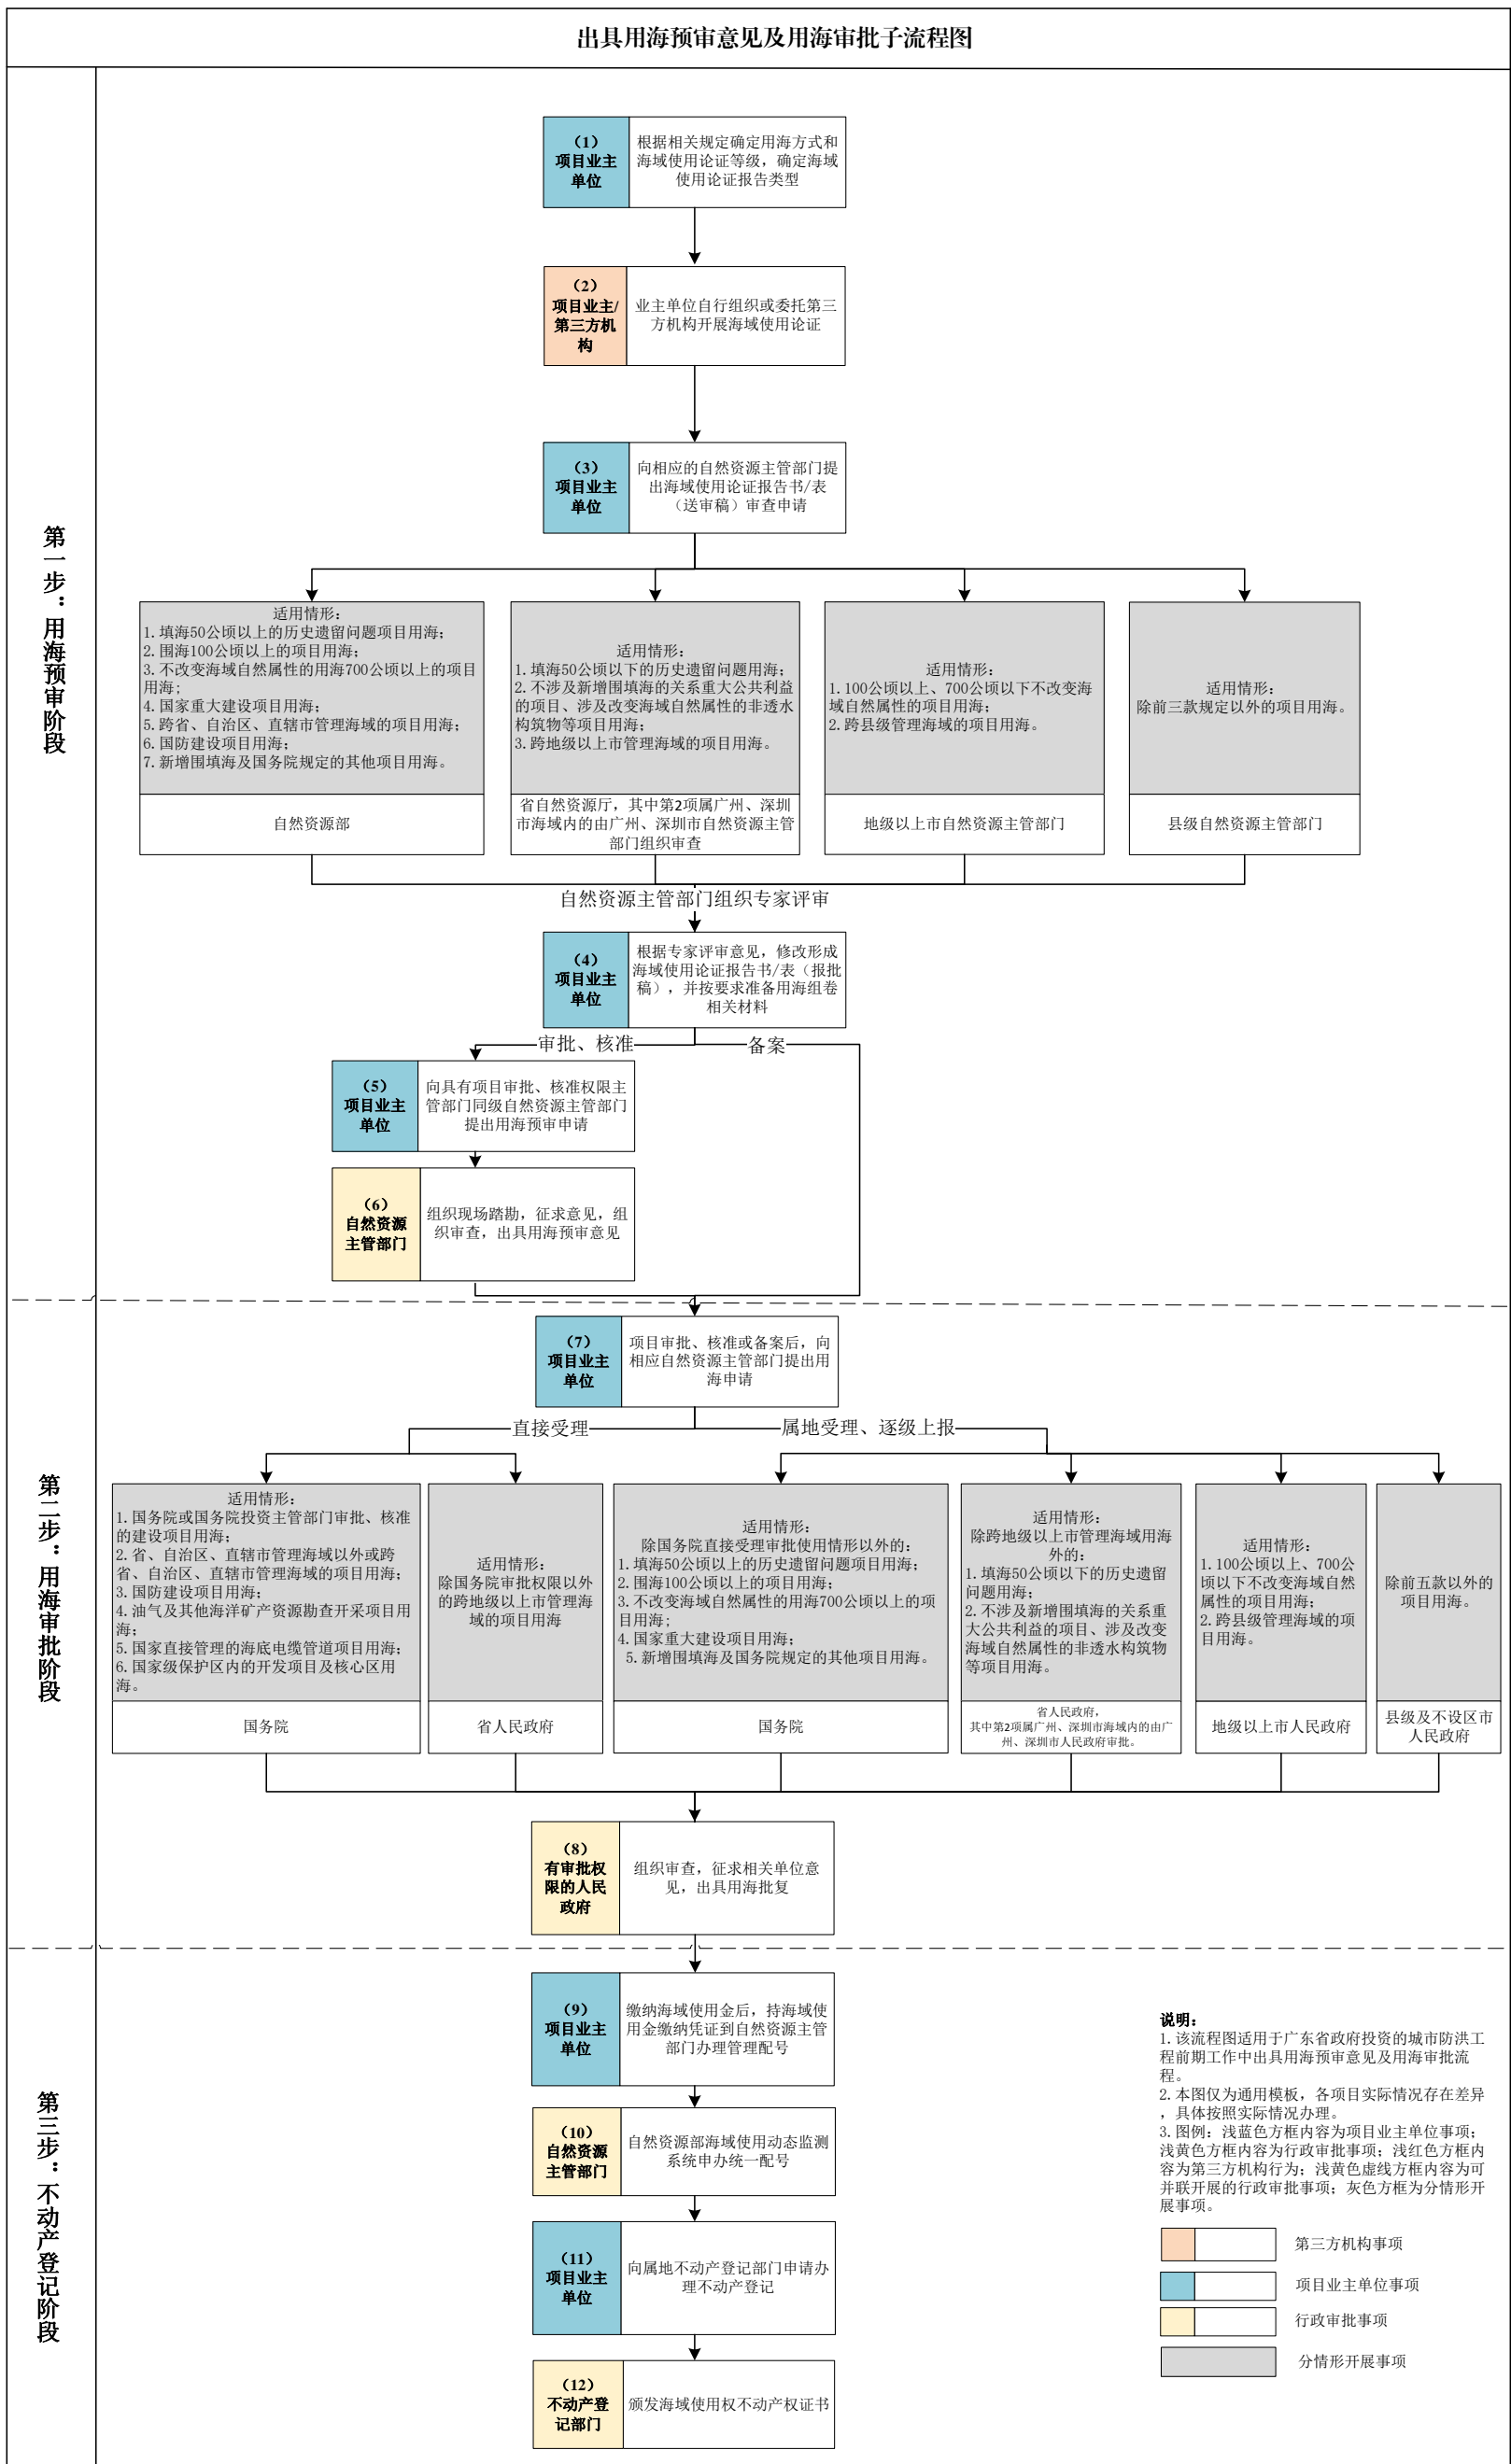 出具用海预审意见及用海审批子流程图
第一步：用海预审阶段
（1）
项目业主
单位
根据相关规定确定用海方式和
海域使用论证等级，确定海域
使用论证报告类型
（2）
项目业主/
第三方机
构
业主单位自行组织或委托第三
方机构开展海域使用论证
（3）
项目业主
单位
向相应的自然资源主管部门提
出海域使用论证报告书/表
（送审稿）审查申请
适用情形：
1.填海50公顷以上的历史遗留问题项目用海；
2.围海100公顷以上的项目用海；
3.不改变海域自然属性的用海700公顷以上的项目
用海；
4.国家重大建设项目用海；
5.跨省、自治区、直辖市管理海域的项目用海；
6.国防建设项目用海；
7.新增围填海及国务院规定的其他项目用海。
自然资源部
适用情形：
1.填海50公顷以下的历史遗留问题用海；
2.不涉及新增围填海的关系重大公共利益
的项目、涉及改变海域自然属性的非透水
构筑物等项目用海；
3.跨地级以上市管理海域的项目用海。
省自然资源厅，其中第2项属广州、深圳
市海域内的由广州、深圳市自然资源主管
部门组织审查
适用情形：
1.100公顷以上、700公顷以下不改变海
域自然属性的项目用海；
2.跨县级管理海域的项目用海。
地级以上市自然资源主管部门
适用情形：
除前三款规定以外的项目用海。
县级自然资源主管部门
自然资源主管部门组织专家评审
（4）
项目业主
单位
根据专家评审意见，修改形成
海域使用论证报告书/表（报批
稿），并按要求准备用海组卷
相关材料
审批、核准
备案
（5）
项目业主
单位
向具有项目审批、核准权限主
管部门同级自然资源主管部门
提出用海预审申请
（6）
自然资源
主管部门
组织现场踏勘，征求意见，组
织审查，出具用海预审意见
第二步：用海审批阶段
（7）
项目业主
单位
项目审批、核准或备案后，向
相应自然资源主管部门提出用
海申请
直接受理
属地受理、逐级上报
适用情形：
1.国务院或国务院投资主管部门审批、核准
的建设项目用海；
2.省、自治区、直辖市管理海域以外或跨
省、自治区、直辖市管理海域的项目用海；
3.国防建设项目用海；
4.油气及其他海洋矿产资源勘查开采项目用
海；
5.国家直接管理的海底电缆管道项目用海；
6.国家级保护区内的开发项目及核心区用
海。
国务院
适用情形：
除国务院审批权限以外
的跨地级以上市管理海
域的项目用海
省人民政府
适用情形：
除国务院直接受理审批使用情形以外的：
1.填海50公顷以上的历史遗留问题项目用海；
2.围海100公顷以上的项目用海；
3.不改变海域自然属性的用海700公顷以上的项
目用海；
4.国家重大建设项目用海；
5.新增围填海及国务院规定的其他项目用海。
国务院
适用情形：
除跨地级以上市管理海域用海
外的：
1.填海50公顷以下的历史遗留
问题用海；
2.不涉及新增围填海的关系重
大公共利益的项目、涉及改变
海域自然属性的非透水构筑物
等项目用海。
省人民政府，
其中第2项属广州、深圳市海域内的由广
州、深圳市人民政府审批。
适用情形：
1.100公顷以上、700公
顷以下不改变海域自然
属性的项目用海；
2.跨县级管理海域的项
目用海。
地级以上市人民政府
除前五款以外的
项目用海。
县级及不设区市
人民政府
（8）
有审批权
限的人民
政府
组织审查，征求相关单位意
见，出具用海批复
第三步：不动产登记阶段
（9）
项目业主
单位
缴纳海域使用金后，持海域使
用金缴纳凭证到自然资源主管
部门办理管理配号
（10）
自然资源
主管部门
自然资源部海域使用动态监测
系统申办统一配号
（11）
项目业主
单位
向属地不动产登记部门申请办
理不动产登记
（12）
不动产登
记部门
颁发海域使用权不动产权证书
说明：
1.该流程图适用于广东省政府投资的城市防洪工
程前期工作中出具用海预审意见及用海审批流
程。
2.本图仅为通用模板，各项目实际情况存在差异
，具体按照实际情况办理。
3.图例：浅蓝色方框内容为项目业主单位事项；
浅黄色方框内容为行政审批事项；浅红色方框内
容为第三方机构行为；浅黄色虚线方框内容为可
并联开展的行政审批事项；灰色方框为分情形开
展事项。
第三方机构事项
项目业主单位事项
行政审批事项
分情形开展事项